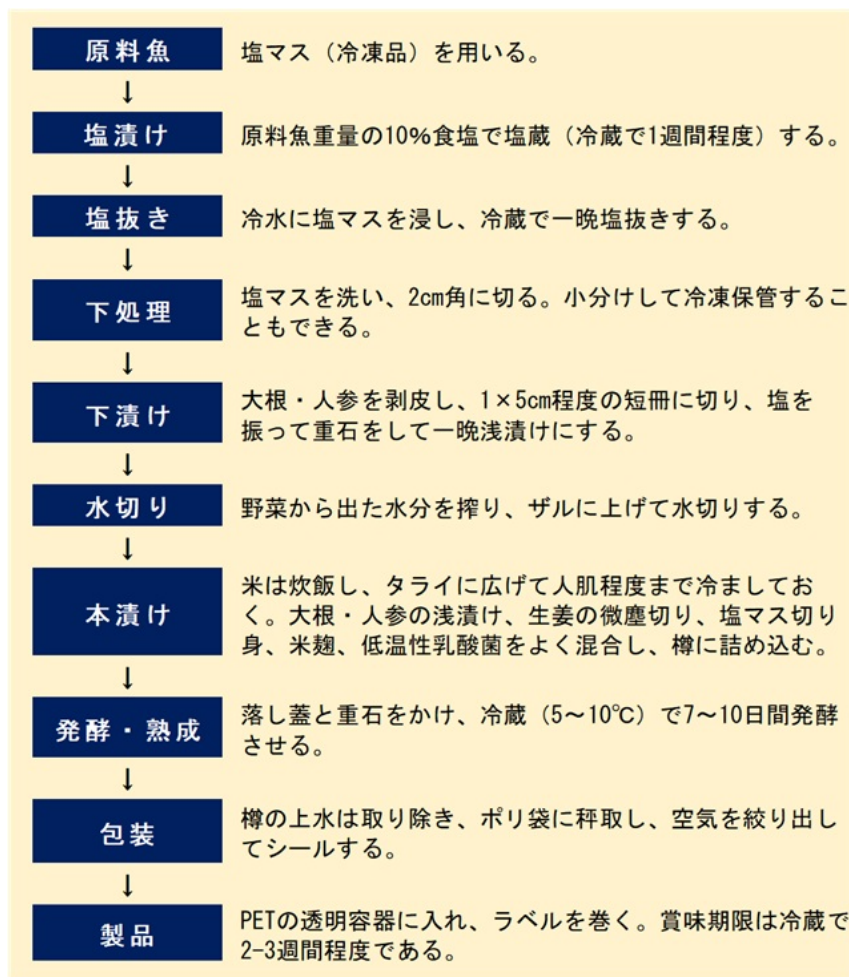 原料魚
塩マス（冷凍品）を用いる。
↓
塩漬け
原料魚重量の10%食塩で塩蔵（冷蔵で1週間程度）する。
↓
塩抜き
冷水に塩マスを浸し、冷蔵で一晩塩抜きする。
↓
下処理
塩マスを洗い、2cm角に切る。小分けして冷凍保管するこ
ともできる。
↓
下漬け
大根・人参を剥皮し、1×5cm程度の短冊に切り、塩を
振って重石をして一晩浅漬けにする。
↓
水切り
野菜から出た水分を搾り、ザルに上げて水切りする。
↓
本漬け
米は炊飯し、タライに広げて人肌程度まで冷ましてお
く。大根・人参の浅漬け、生姜の微塵切り、塩マス切り
身、米麹、低温性乳酸菌をよく混合し、樽に詰め込む。
↓
発酵・熟成
落し蓋と重石をかけ、冷蔵（5～10℃）で7～10日間発酵
させる。
↓
包装
樽の上水は取り除き、ポリ袋に秤取し、空気を絞り出し
てシールする。
↓
製品
PETの透明容器に入れ、ラベルを巻く。賞味期限は冷蔵で
2-3週間程度である。